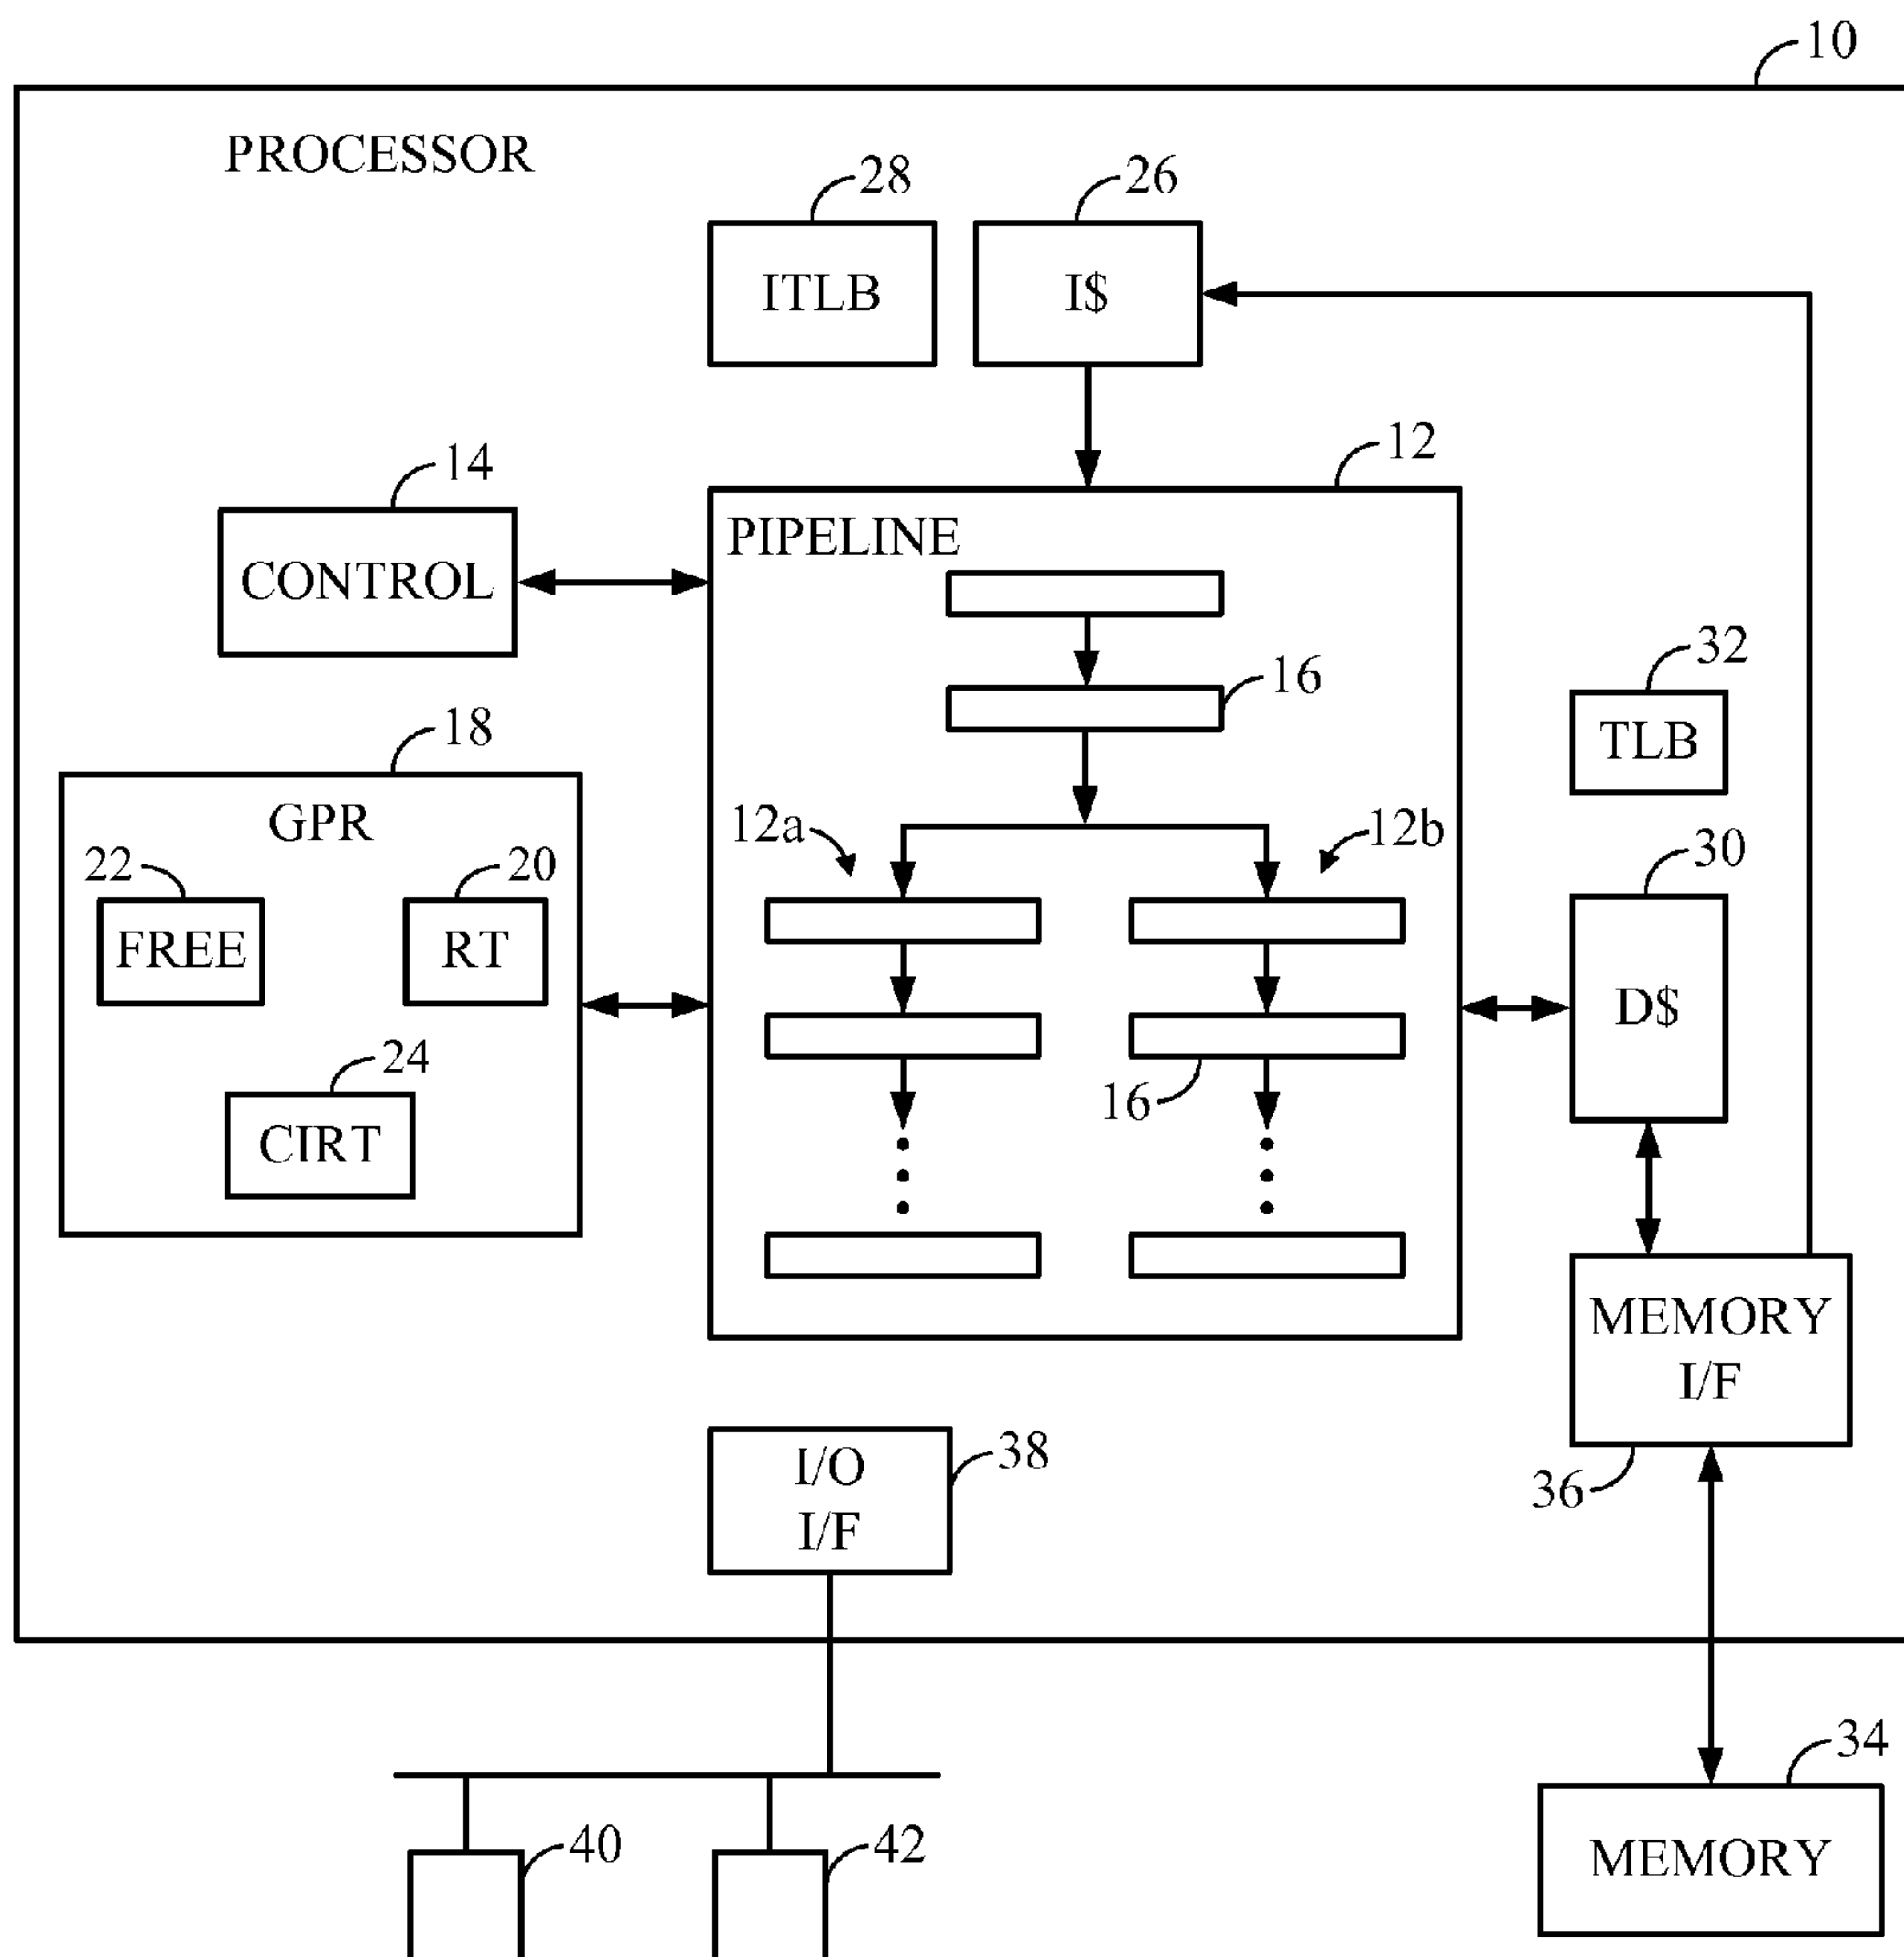 10
PROCESSOR
28
26
ITLB
I$
12
14
PIPELINE
CONTROL
32
16
TLB
18
GPR
12a
12b
30
22
20
FREE
RT
D$
24
16
CIRT
MEMORY
I/F
38
I/O
I/F
36
34
40
42
MEMORY